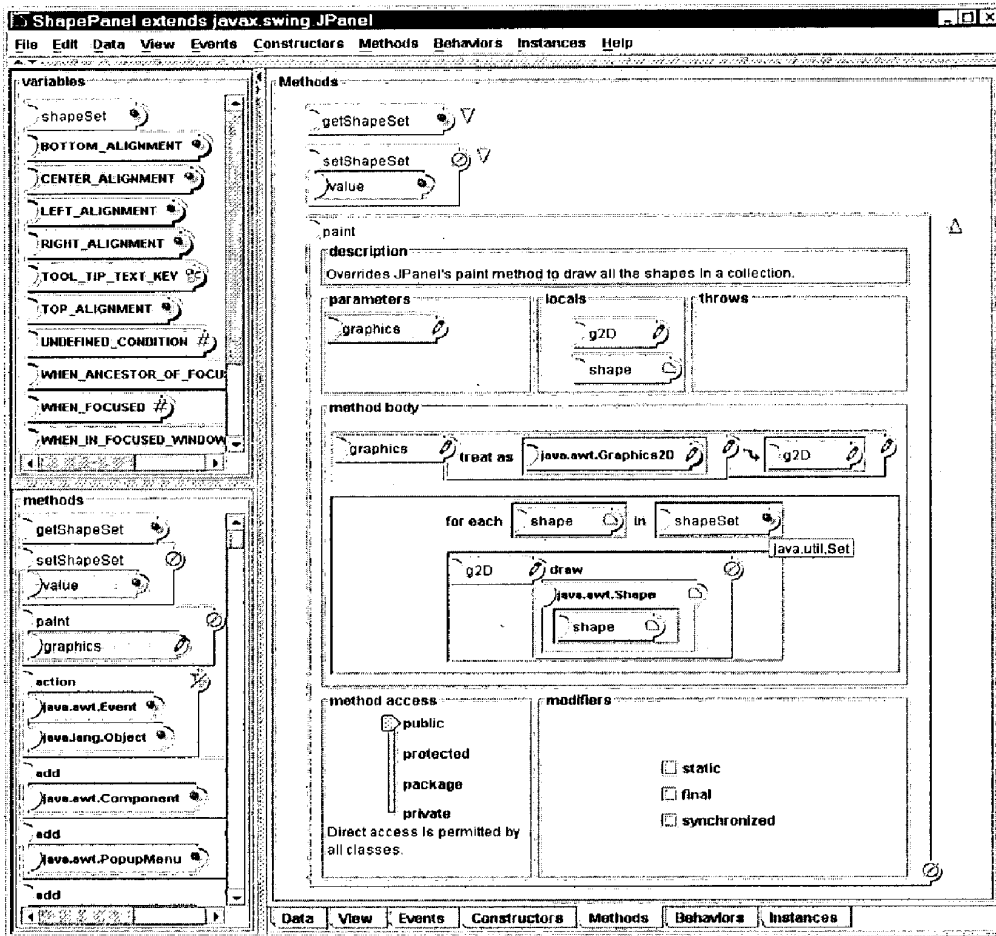 ShapePanel extends javax.swing.JPanel
File Edit Data View Events Constructors Methods Behaviors Instances Help
variables
shapeSet
BOTTOM_ALIGNMENT
CENTER_ALIGNMENT
LEFT_ALIGNMENT
RIGHT_ALIGNMENT
TOOL_TIP_TEXT_KEY
TOP_ALIGNMENT
UNDEFINED_CONDITION #
WHEN_ANCESTOR_OF_FOCU
WHEN_FOCUSED #
WHEN_IN_FOCUSED_WINDOW
methods
getShapeSet
setShapeSet
value
paint
graphics
action
java.awt.Event
java.lang.Object
add
java.awt.Component
add
java.awt.PopupMenu
add
Methods
getShapeSet
setShapeSet
value
paint
description
Overrides JPanel's paint method to draw all the shapes in a collection.
parameters locals throws
graphics
g2D
shape
method body
graphics treat as java.awt.Graphics2D g2D
for each shape in shapeSet
java.util.Set
g2D draw
java.awt.Shape
shape
method access
public
protected
package
private
Direct access is permitted by
all classes.
modifiers
static
final
synchronized
Data View Events Constructors Methods Behaviors Instances